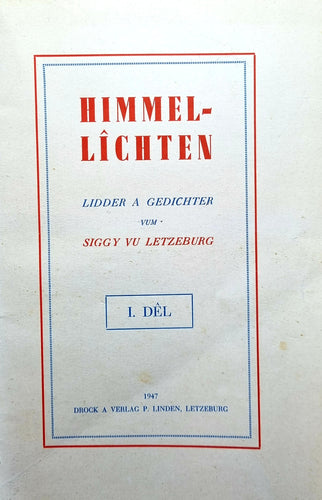 HIMMEL-
LÎCHTEN
LIDDER A GEDICHTER
· VUM ·
SIGGY VU LETZEBURG
I. DÊL
1947
DROCK A VERLAG P. LINDEN, LETZEBURG